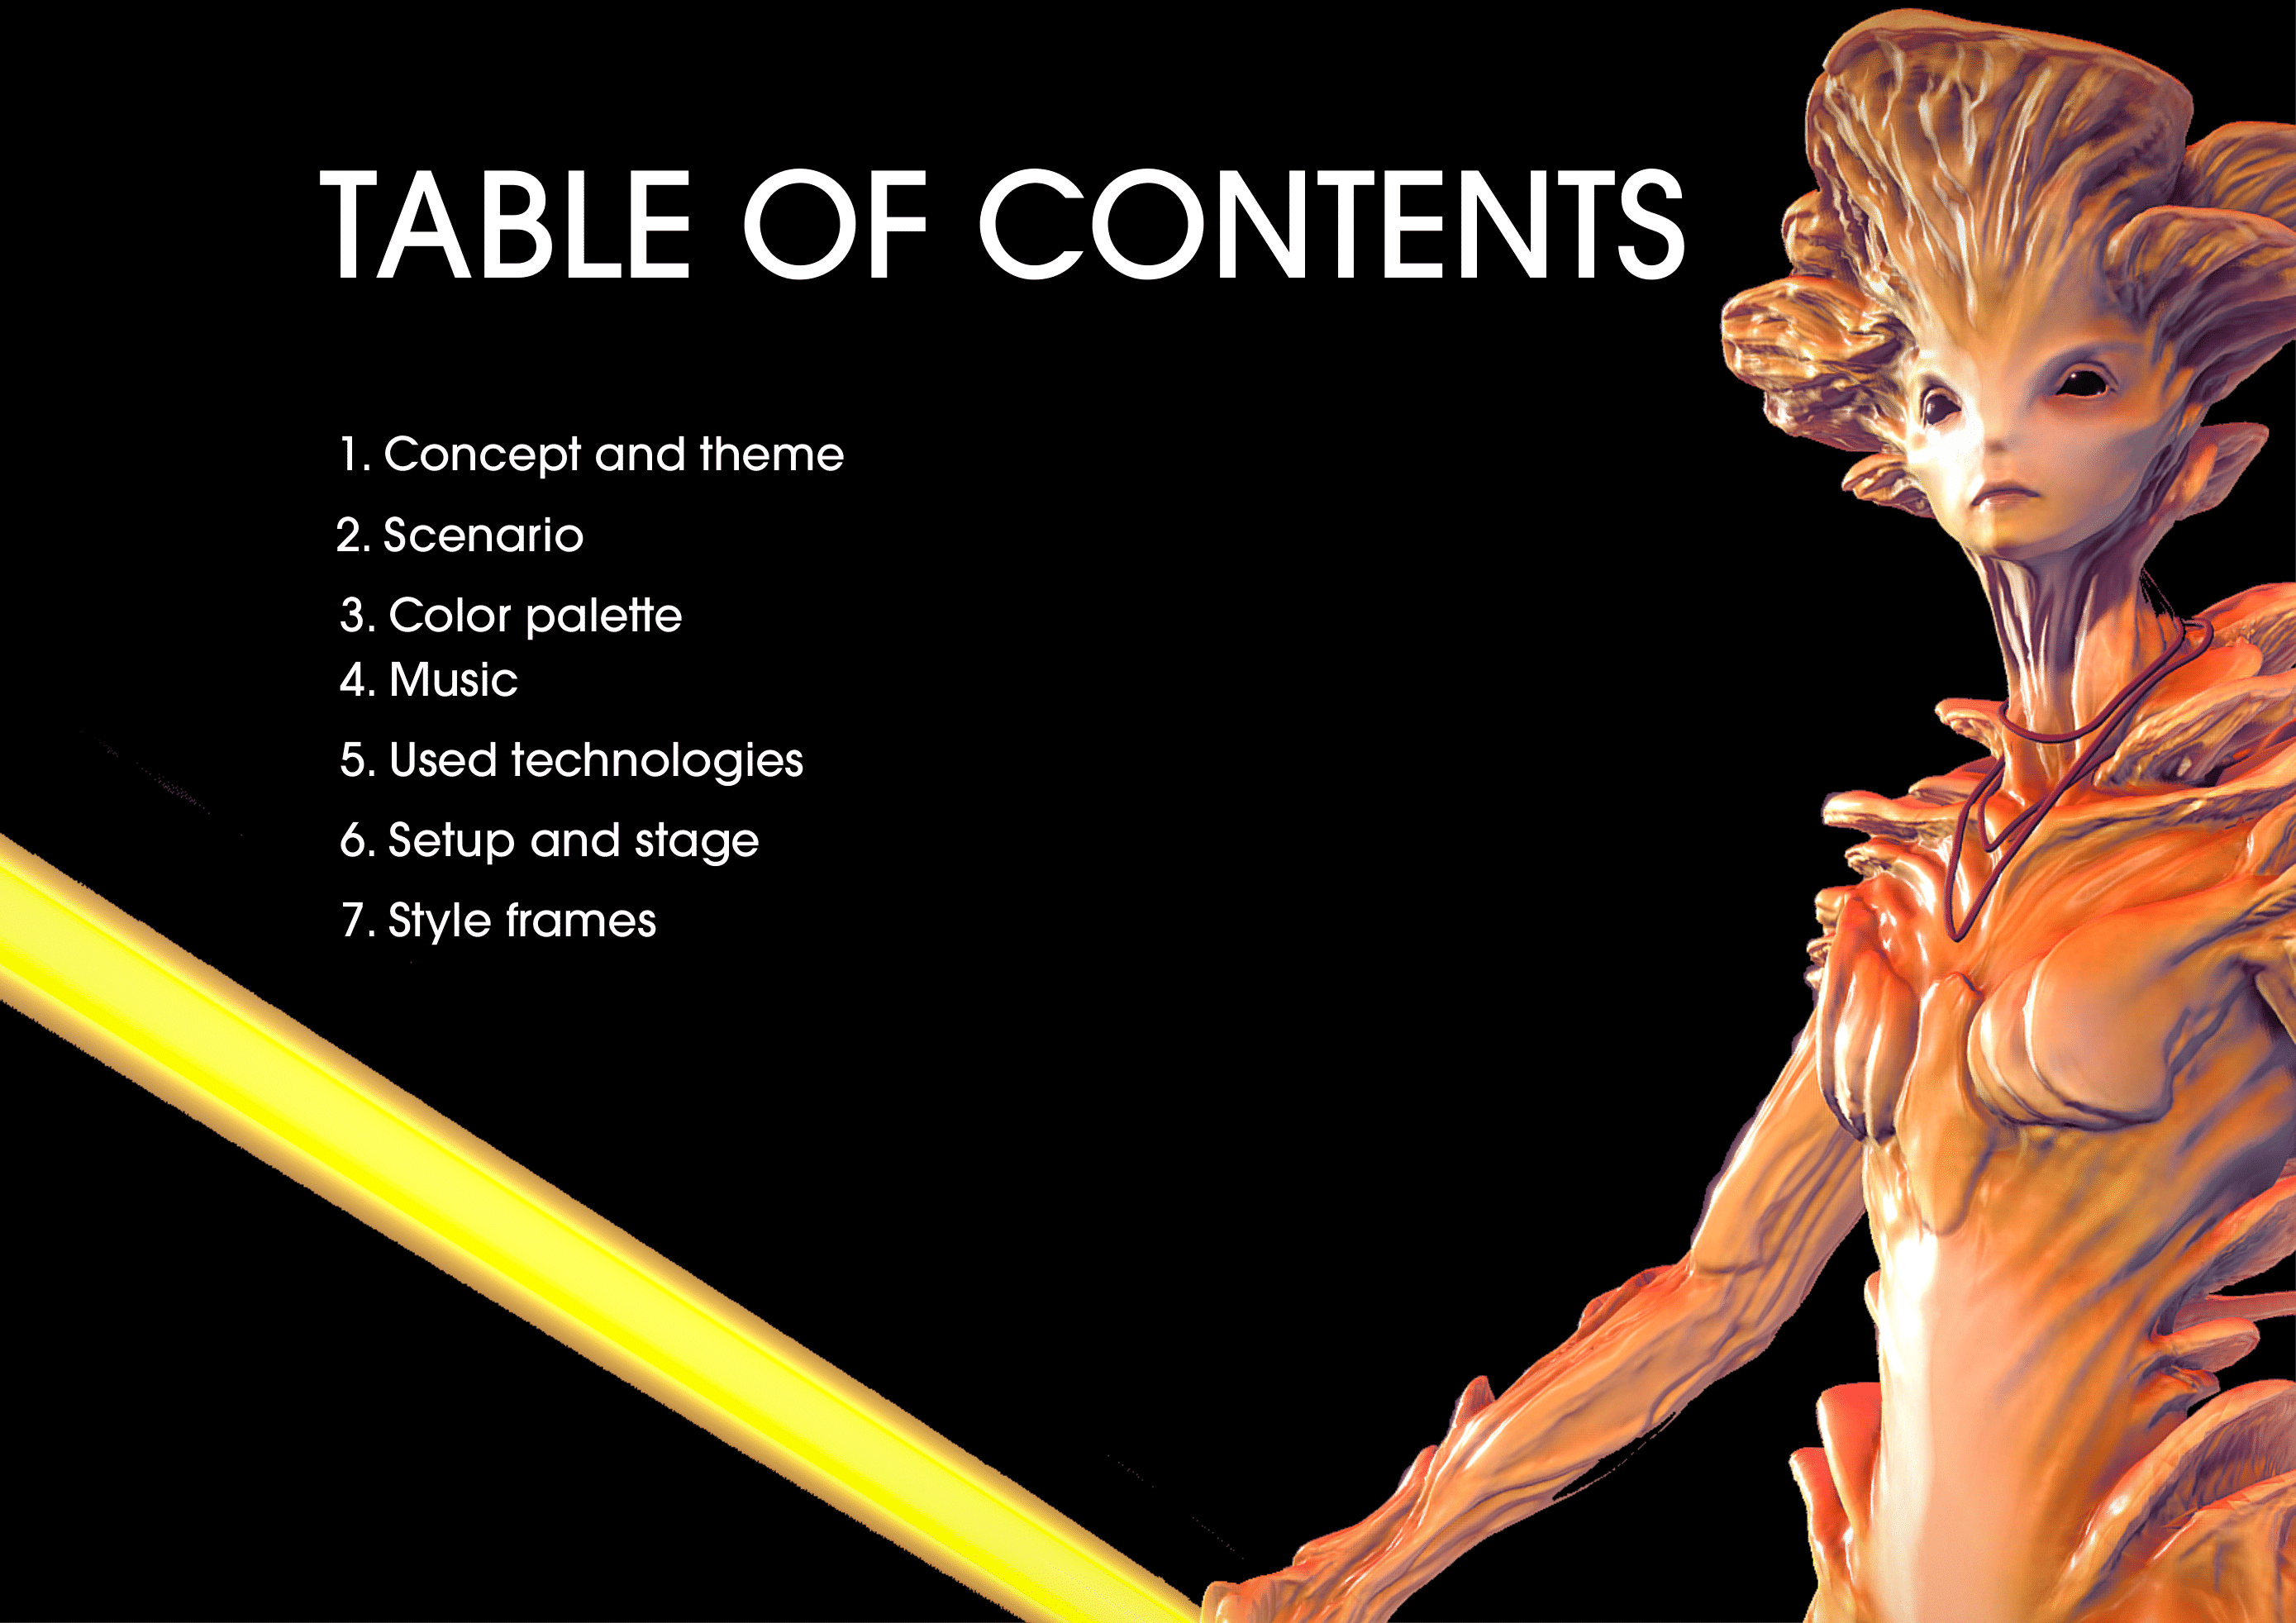 TABLE OF CONTENTS
1. Concept and theme
2. Scenario
3. Color palette
4. Music
5. Used technologies
6. Setup and stage
7. Style frames